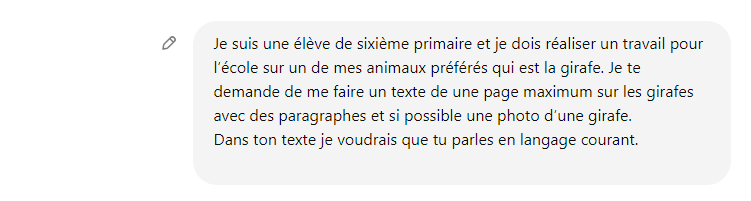 Je suis une élève de sixième primaire et je dois réaliser un travail pour
l’école sur un de mes animaux préférés qui est la girafe. Je te
demande de me faire un texte de une page maximum sur les girafes
avec des paragraphes et si possible une photo d’une girafe.
Dans ton texte je voudrais que tu parles en langage courant.